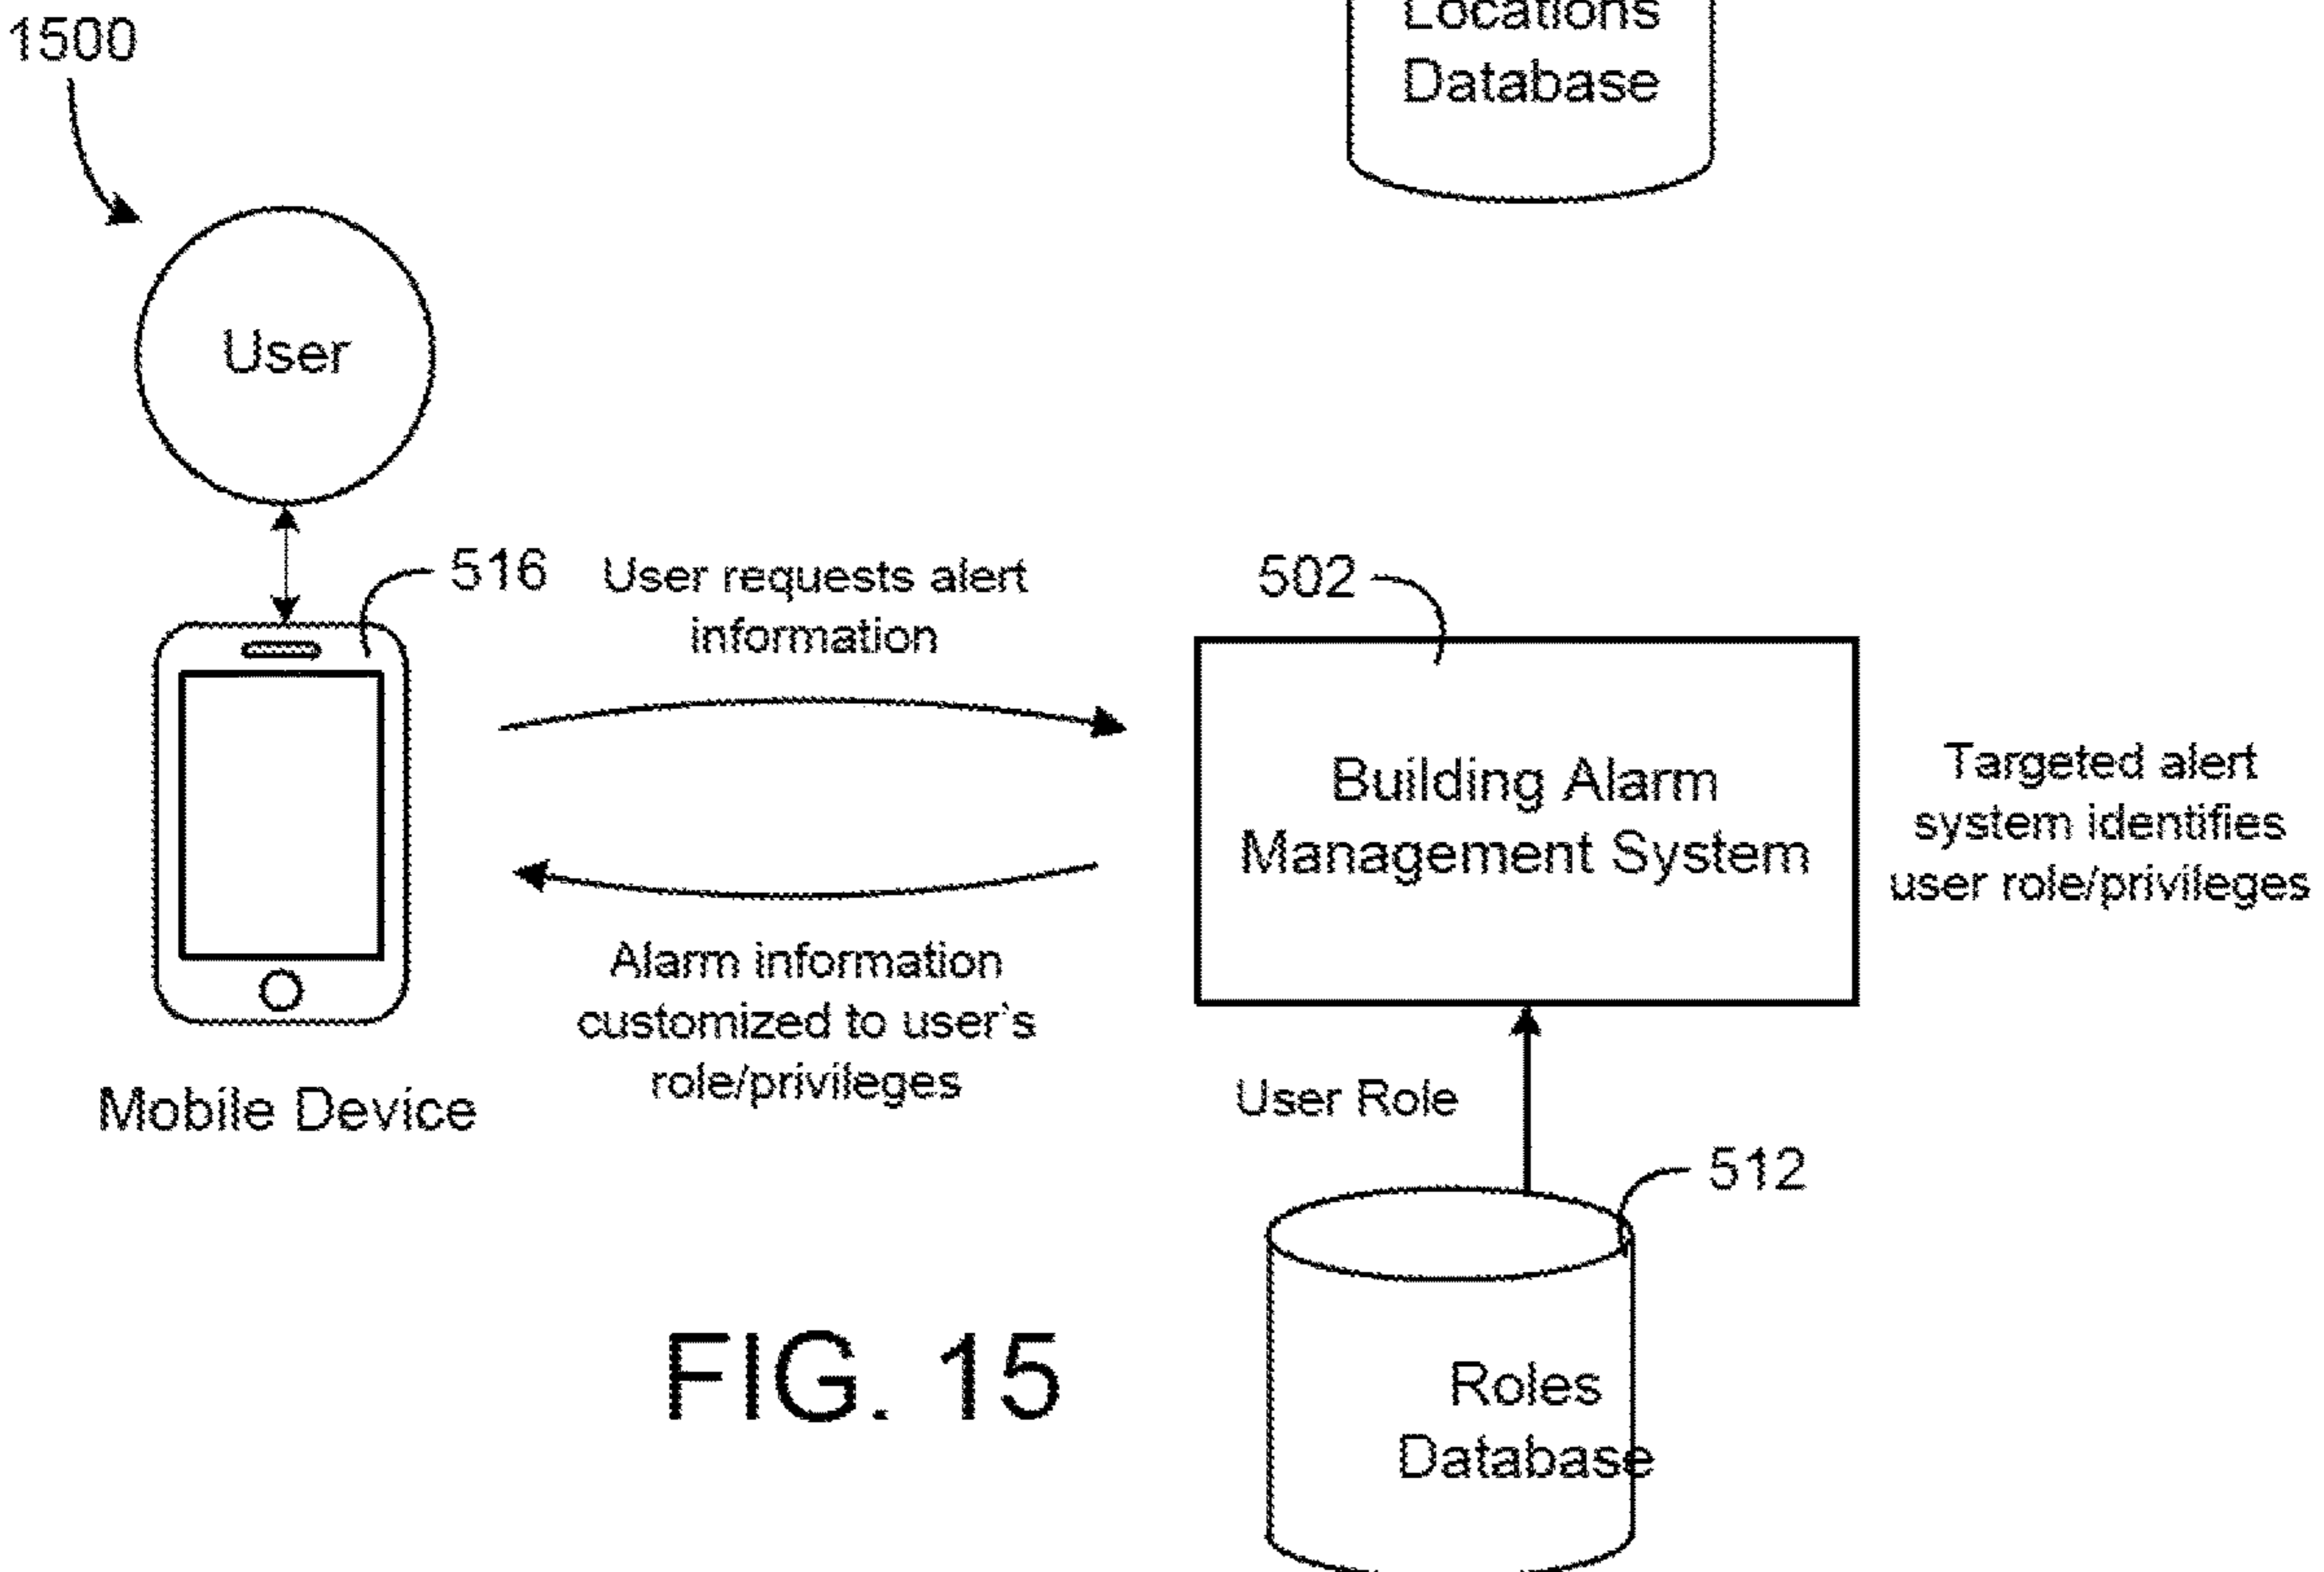 Locations
Database
1500
User
516
User requests alert
information
502
Building Alarm
Management System
Targeted alert
system identifies
user role/privileges
Alarm information
customized to user's
role/privileges
Mobile Device
User Role
512
Roles
Database
FIG. 15